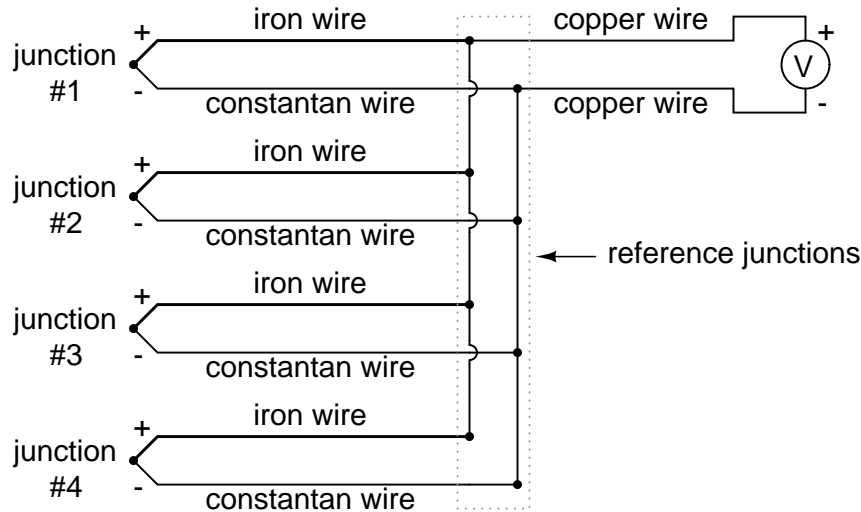 + iron wire copper wire +
junction
#1
V
- constantan wire copper wire -
+ iron wire
junction
#2
- constantan wire
reference junctions
+ iron wire
junction
#3
- constantan wire
+ iron wire
junction
#4
- constantan wire